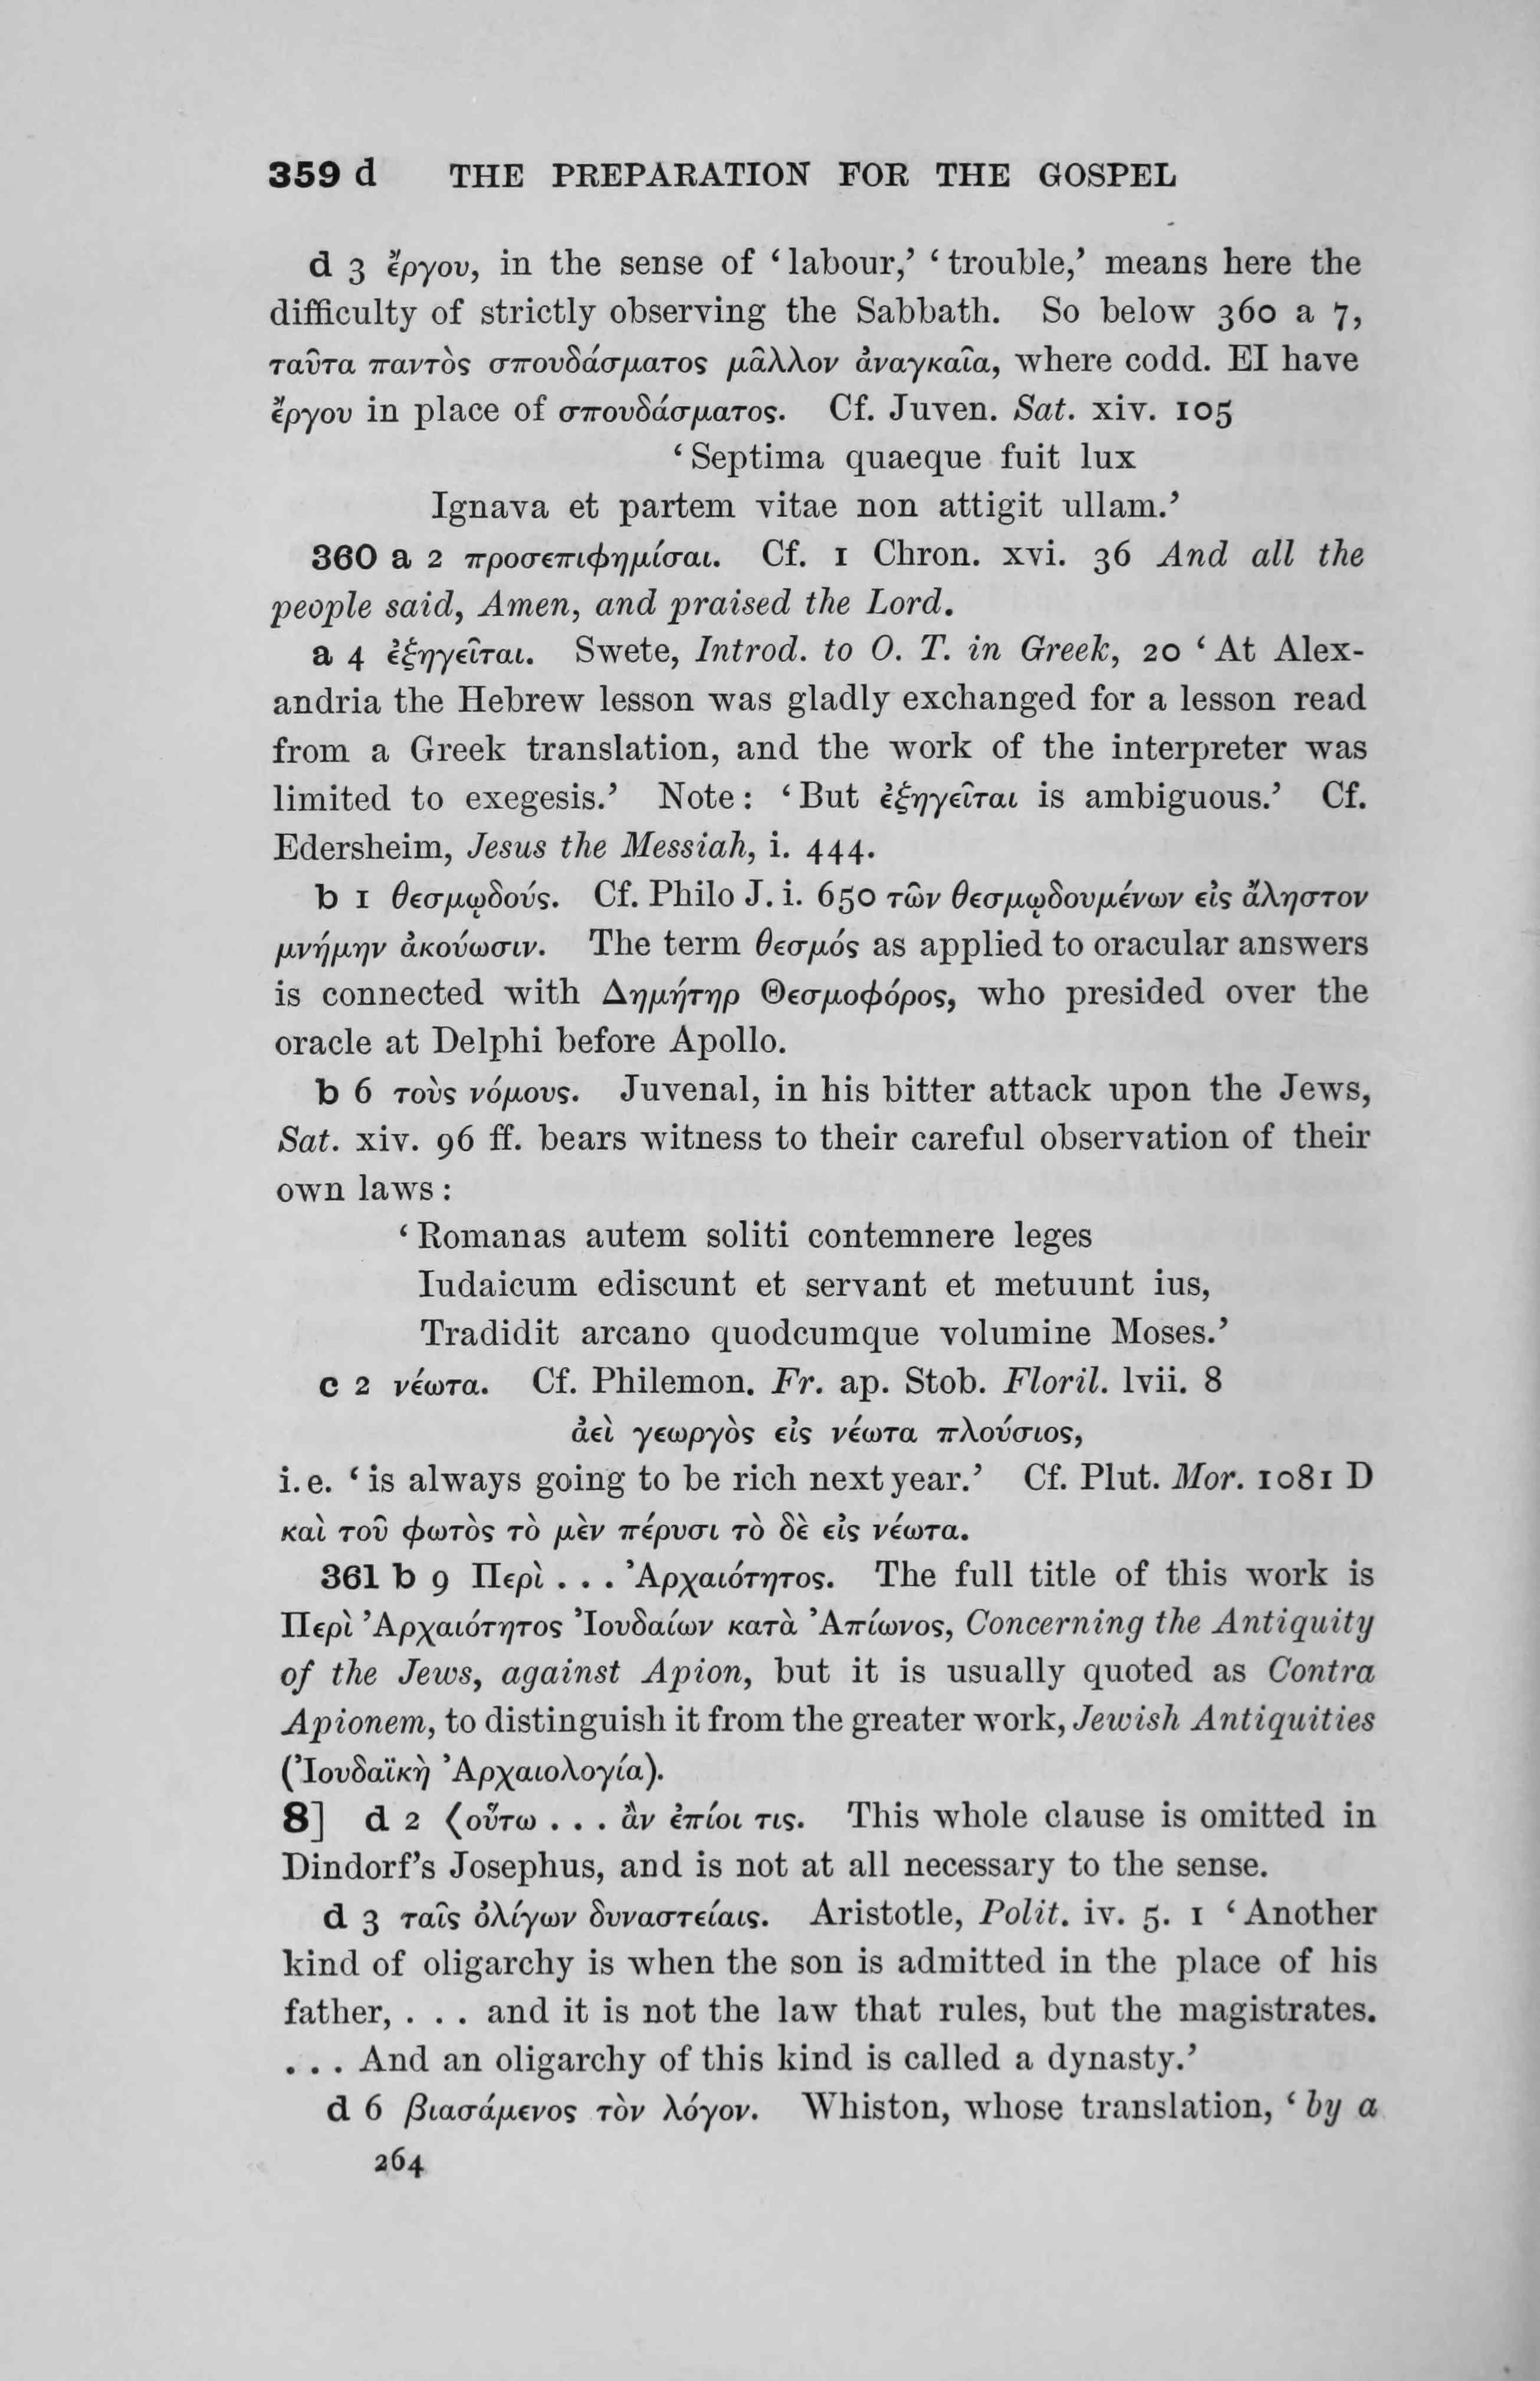 359 d THE PREPARATION FOR THE GOSPEL
d 3 ἔργου, in the sense of ‘labour,’ ‘trouble,’ means here the
difficulty of strictly observing the Sabbath. So below 360 a 7,
ταῦτα παντὸς σπουδάσματος μᾶλλον ἀναγκαῖα, where codd. EI have
ἔργου in place of σπουδάσματος. Cf. Juven. Sat. xiv. 105
‘Septima quaeque fuit lux
Ignava et partem vitae non attigit ullam.’
360 a 2 προσεπιφημίσαι. Cf. 1 Chron. xvi. 36 And all the
people said, Amen, and praised the Lord.
a 4 ἐξηγεῖται. Swete, Introd. to O. T. in Greek, 20 ‘At Alex-
andria the Hebrew lesson was gladly exchanged for a lesson read
from a Greek translation, and the work of the interpreter was
limited to exegesis.’ Note: ‘But ἐξηγεῖται is ambiguous.’ Cf.
Edersheim, Jesus the Messiah, i. 444.
b 1 θεσμῳδούς. Cf. Philo J. i. 650 τῶν θεσμῳδουμένων εἰς ἄληστον
μνήμην ἀκούωσιν. The term θεσμός as applied to oracular answers
is connected with Δημήτηρ Θεσμοφόρος, who presided over the
oracle at Delphi before Apollo.
b 6 τοὺς νόμους. Juvenal, in his bitter attack upon the Jews,
Sat. xiv. 96 ff. bears witness to their careful observation of their
own laws:
‘Romanas autem soliti contemnere leges
Iudaicum ediscunt et servant et metuunt ius,
Tradidit arcano quodcumque volumine Moses.’
c 2 νέωτα. Cf. Philemon. Fr. ap. Stob. Floril. lvii. 8
ἀεὶ γεωργὸς εἰς νέωτα πλούσιος,
i. e. ‘is always going to be rich next year.’ Cf. Plut. Mor. 1081 D
καὶ τοῦ φωτὸς τὸ μὲν πέρυσι τὸ δὲ εἰς νέωτα.
361 b 9 Περὶ . . . Ἀρχαιότητος. The full title of this work is
Περὶ Ἀρχαιότητος Ἰουδαίων κατὰ Ἀπίωνος, Concerning the Antiquity
of the Jews, against Apion, but it is usually quoted as Contra
Apionem, to distinguish it from the greater work, Jewish Antiquities
(Ἰουδαϊκὴ Ἀρχαιολογία).
8] d 2 ⟨οὕτω . . . ἂν ἐπίοι τις. This whole clause is omitted in
Dindorf’s Josephus, and is not at all necessary to the sense.
d 3 ταῖς ὀλίγων δυναστείαις. Aristotle, Polit. iv. 5. 1 ‘Another
kind of oligarchy is when the son is admitted in the place of his
father, . . . and it is not the law that rules, but the magistrates.
. . . And an oligarchy of this kind is called a dynasty.’
d 6 βιασάμενος τὸν λόγον. Whiston, whose translation, ‘by a
264